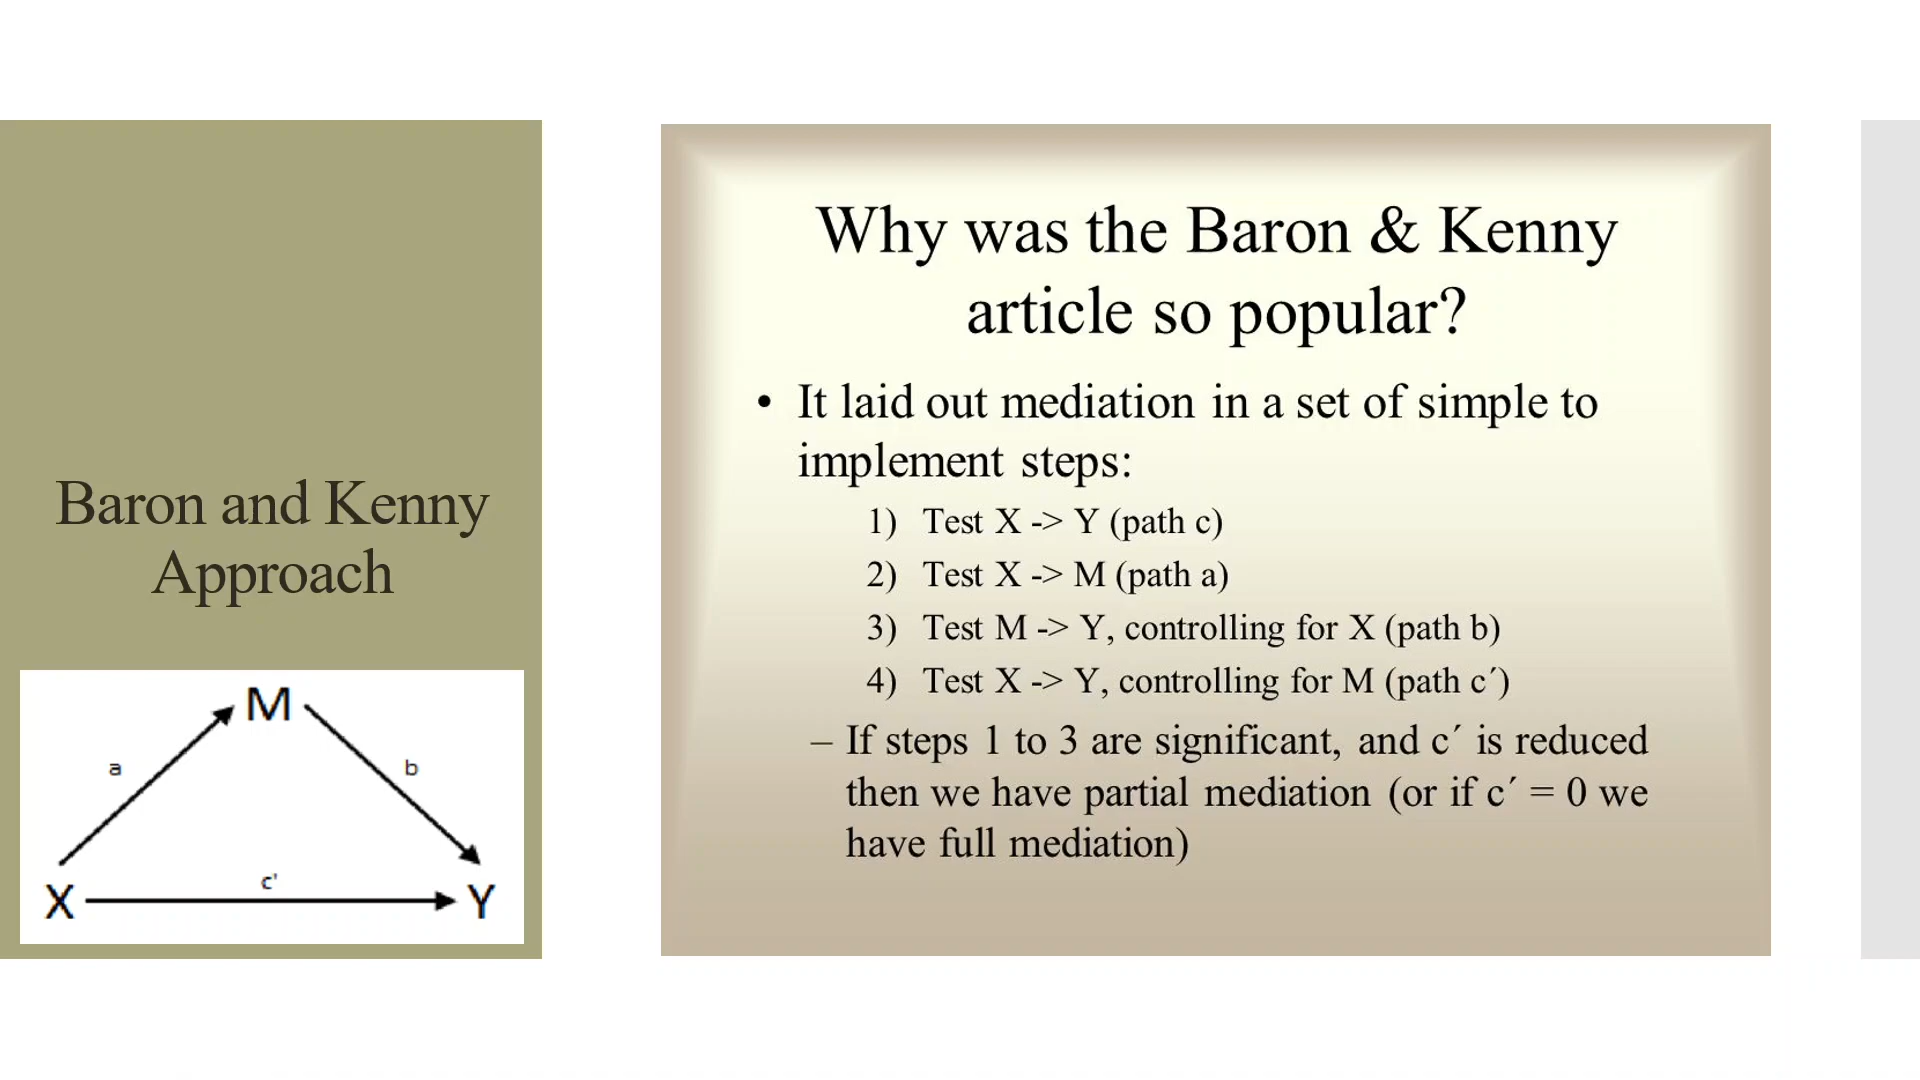 Baron and Kenny
Approach
M
a
b
c'
X
Y
Why was the Baron & Kenny
article so popular?
• It laid out mediation in a set of simple to
implement steps:
1) Test X -> Y (path c)
2) Test X -> M (path a)
3) Test M -> Y, controlling for X (path b)
4) Test X -> Y, controlling for M (path c´)
– If steps 1 to 3 are significant, and c´ is reduced
then we have partial mediation (or if c´ = 0 we
have full mediation)